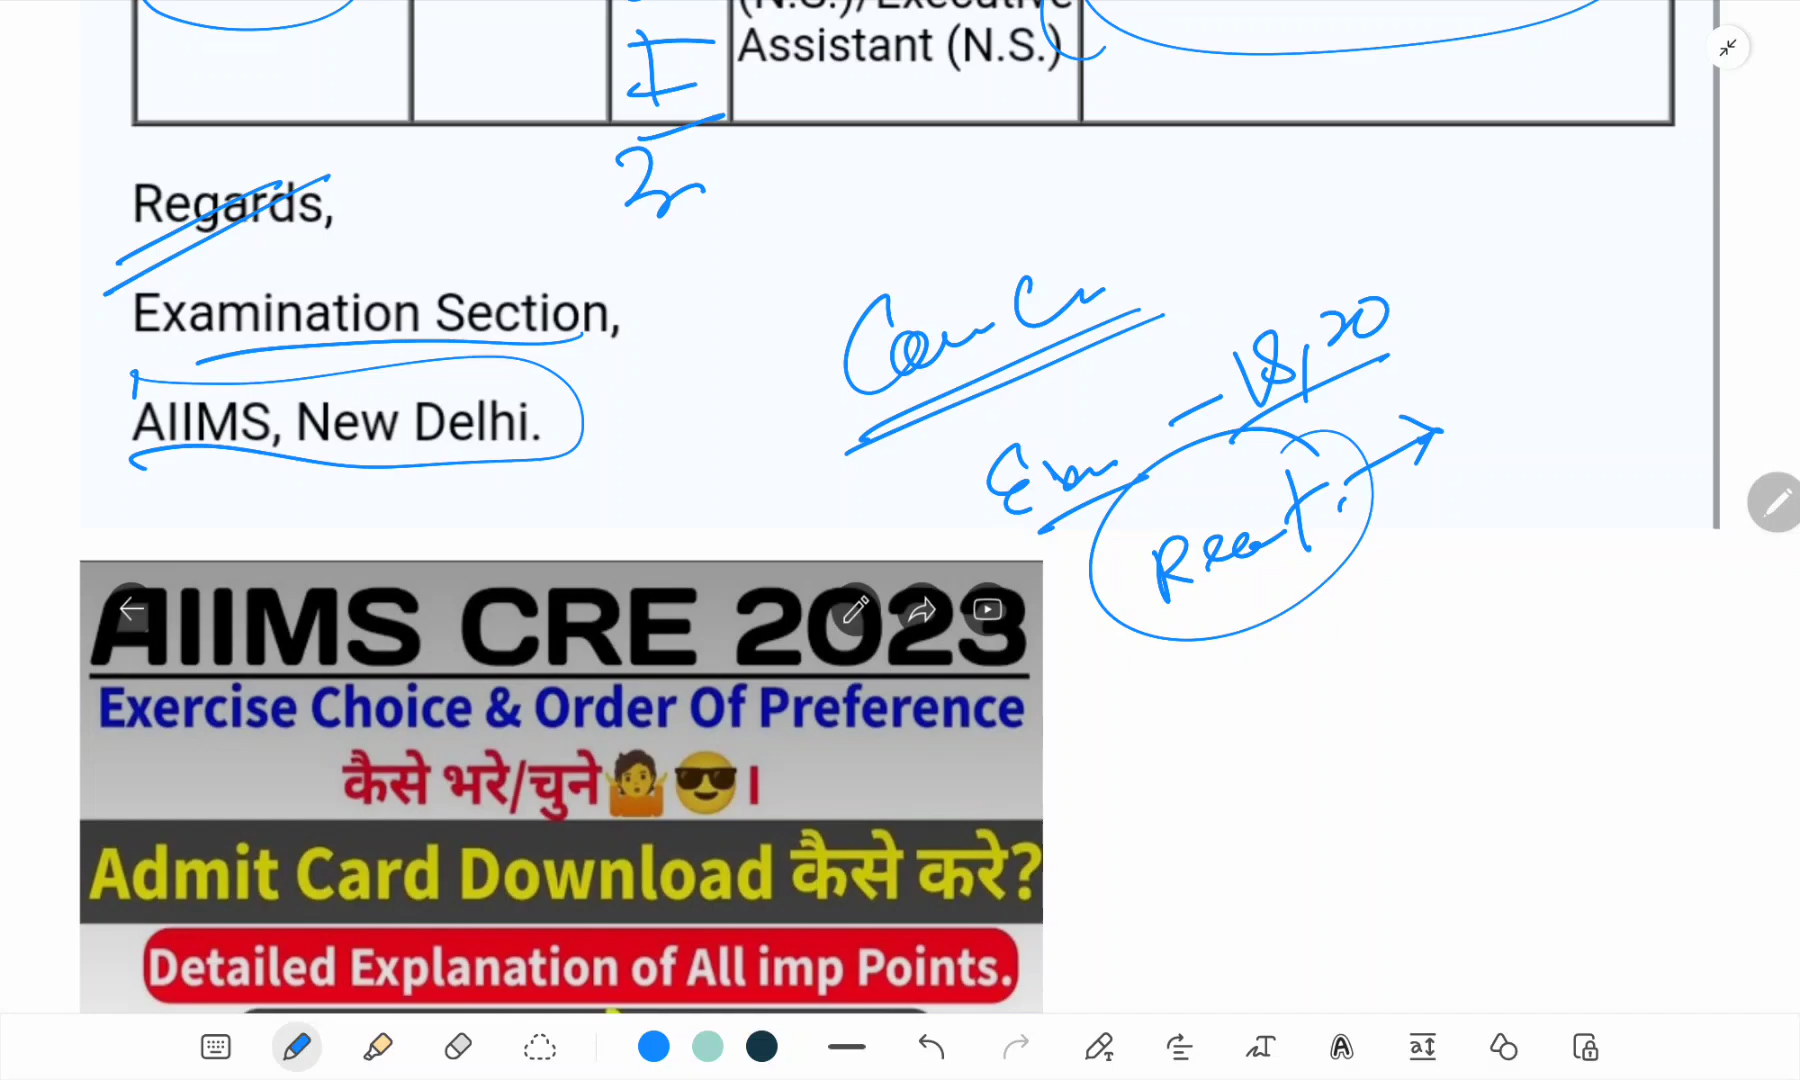 (N.S.)/Executive
Assistant (N.S.)
Regards,
Examination Section,
AIIMS, New Delhi.
AIIMS CRE 2023
Exercise Choice & Order Of Preference
कैसे भरे/चुने🤷😎।
Admit Card Download कैसे करे?
Detailed Explanation of All imp Points.